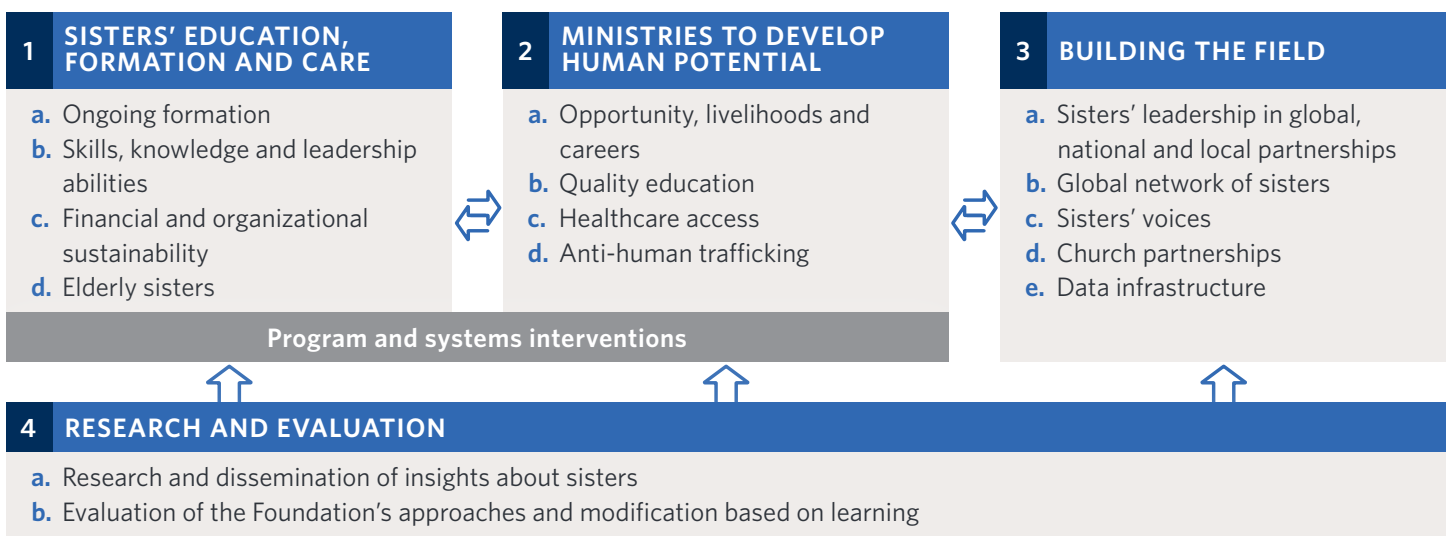 1 SISTERS’ EDUCATION,
FORMATION AND CARE
a. Ongoing formation
b. Skills, knowledge and leadership
abilities
c. Financial and organizational
sustainability
d. Elderly sisters
2 MINISTRIES TO DEVELOP
HUMAN POTENTIAL
a. Opportunity, livelihoods and
careers
b. Quality education
c. Healthcare access
d. Anti-human trafficking
Program and systems interventions
3 BUILDING THE FIELD
a. Sisters’ leadership in global,
national and local partnerships
b. Global network of sisters
c. Sisters’ voices
d. Church partnerships
e. Data infrastructure
4 RESEARCH AND EVALUATION
a. Research and dissemination of insights about sisters
b. Evaluation of the Foundation’s approaches and modification based on learning